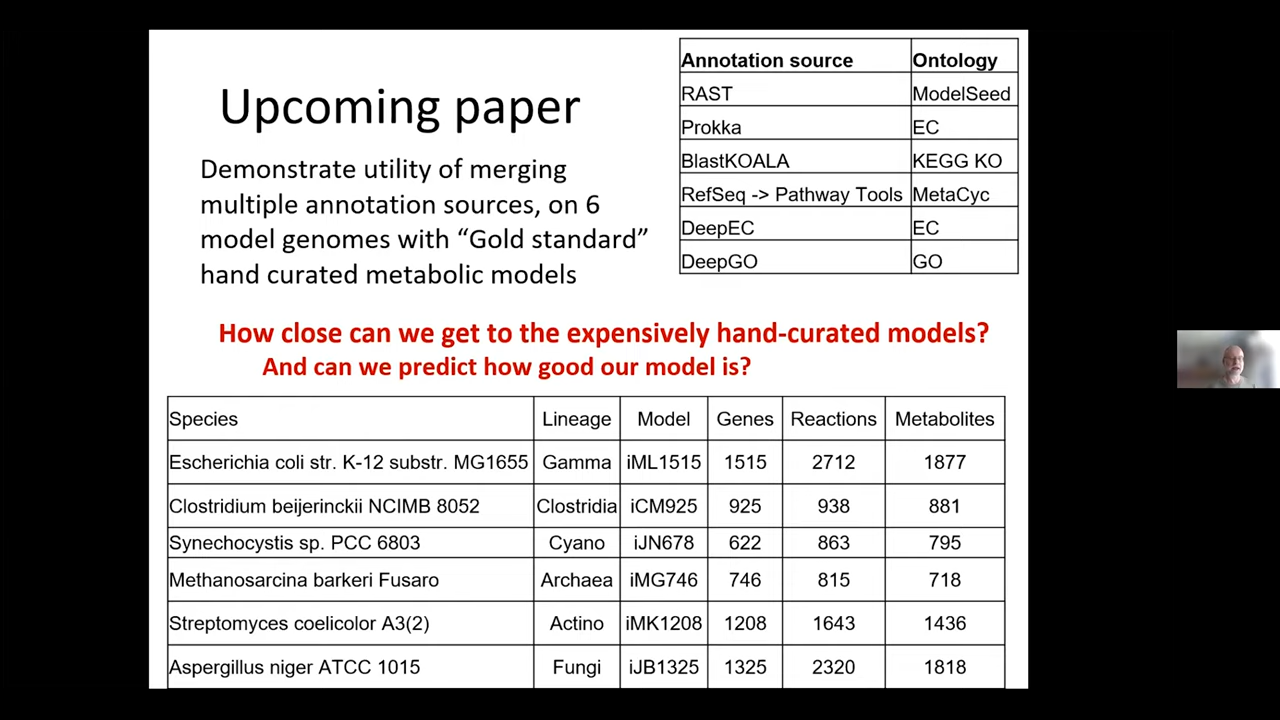 Upcoming paper
Demonstrate utility of merging
multiple annotation sources, on 6
model genomes with “Gold standard”
hand curated metabolic models
Annotation source Ontology
RAST ModelSeed
Prokka EC
BlastKOALA KEGG KO
RefSeq -> Pathway Tools MetaCyc
DeepEC EC
DeepGO GO
How close can we get to the expensively hand-curated models?
And can we predict how good our model is?
Species Lineage Model Genes Reactions Metabolites
Escherichia coli str. K-12 substr. MG1655 Gamma iML1515 1515 2712 1877
Clostridium beijerinckii NCIMB 8052 Clostridia iCM925 925 938 881
Synechocystis sp. PCC 6803 Cyano iJN678 622 863 795
Methanosarcina barkeri Fusaro Archaea iMG746 746 815 718
Streptomyces coelicolor A3(2) Actino iMK1208 1208 1643 1436
Aspergillus niger ATCC 1015 Fungi iJB1325 1325 2320 1818